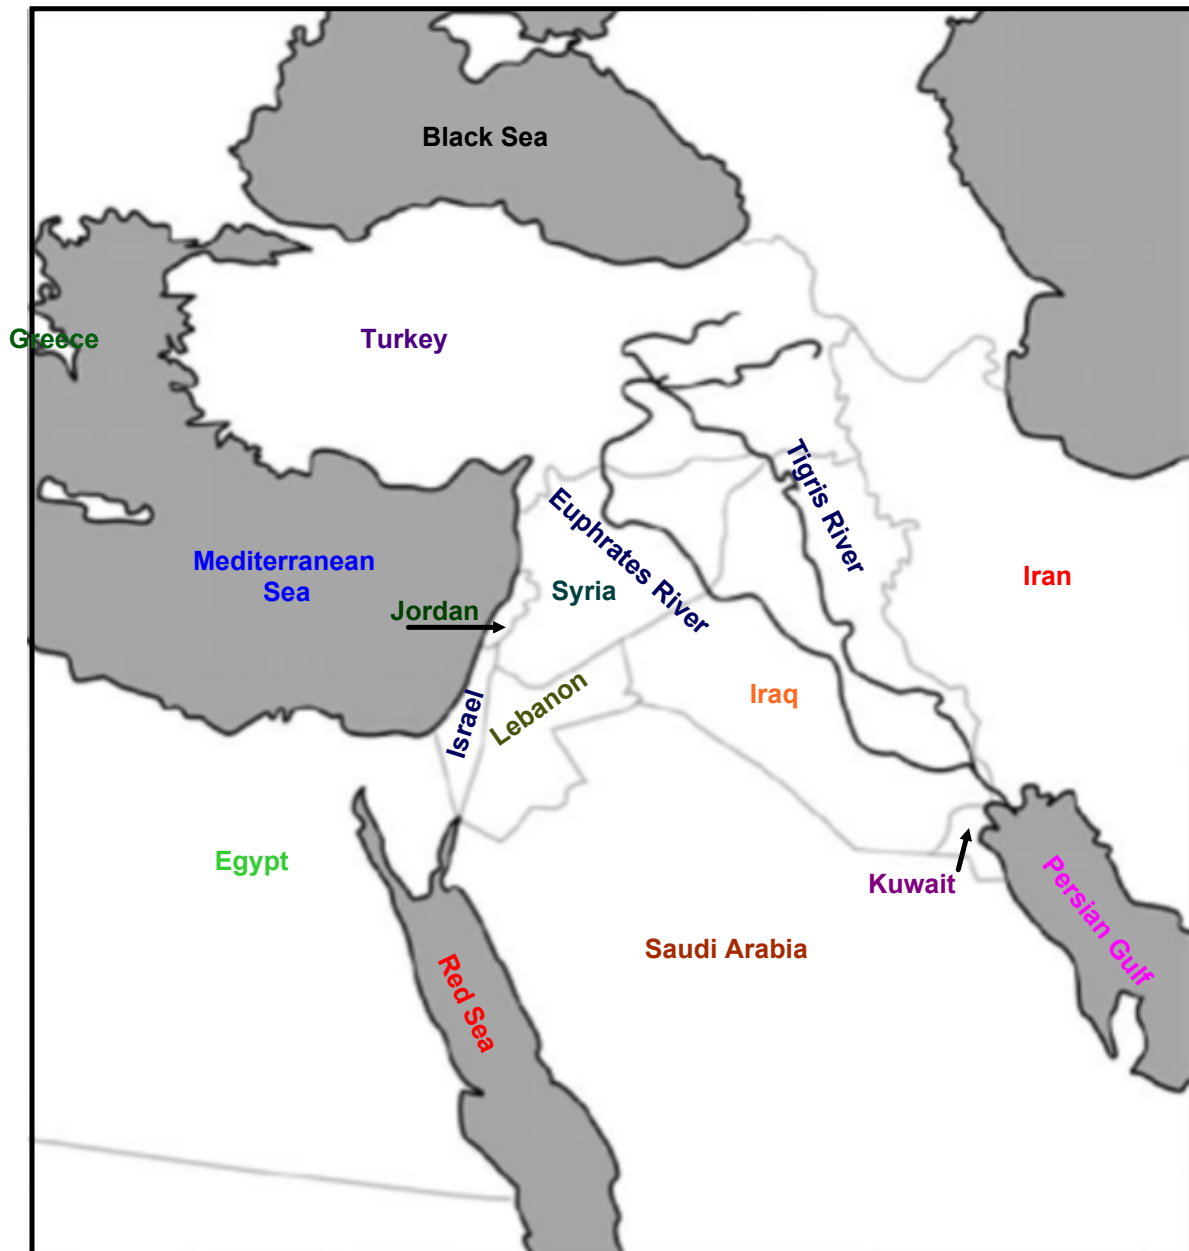 Black Sea
Greece
Turkey
Tigris River
Euphrates River
Mediterranean
Sea
Iran
Syria
Jordan
Israel
Lebanon
Iraq
Egypt
Kuwait
Persian Gulf
Saudi Arabia
Red Sea